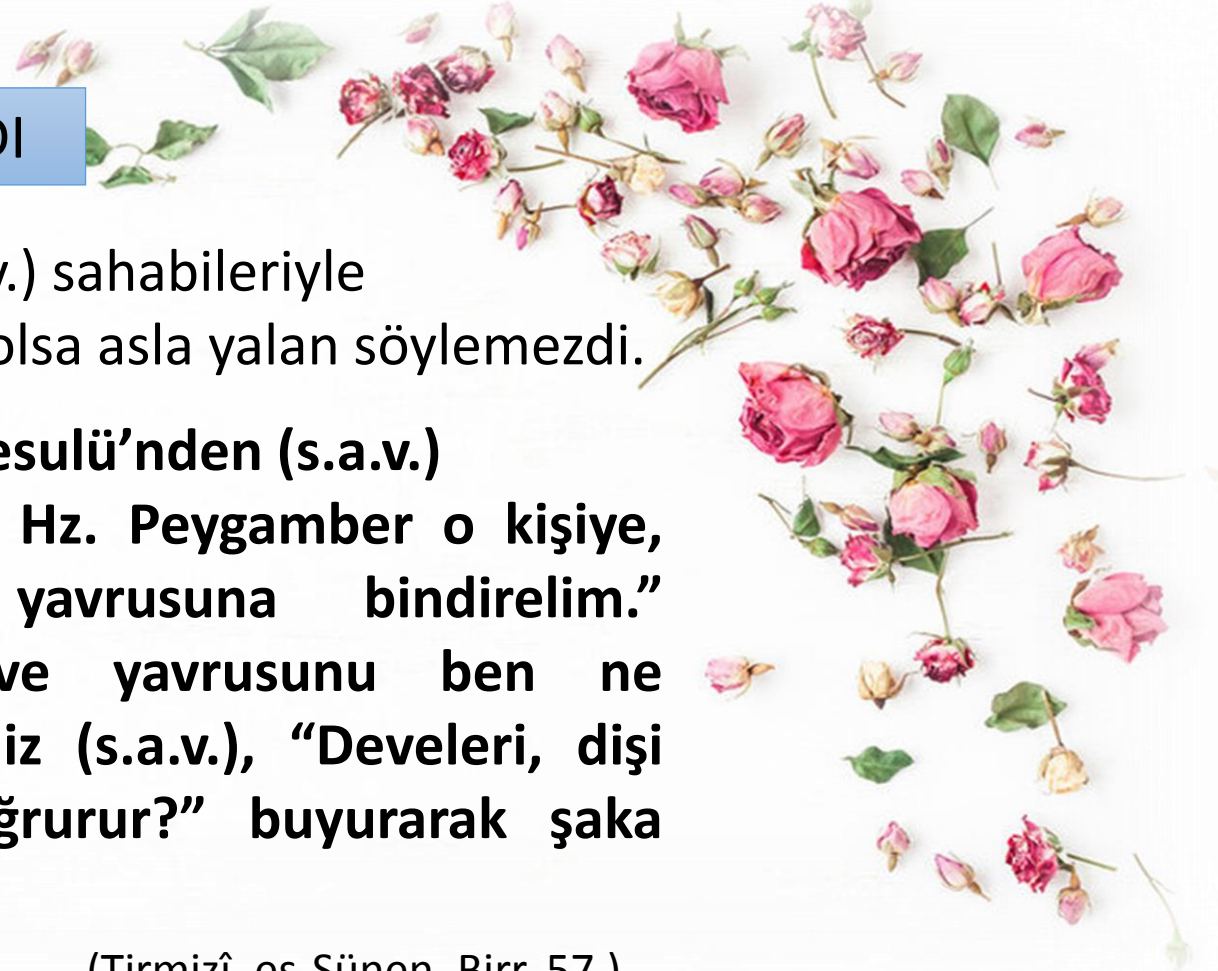 v.) sahabileriyle
olsa asla yalan söylemezdi.
esulü’nden (s.a.v.)
Hz. Peygamber o kişiye,
yavrusuna bindirelim.”
ve yavrusunu ben ne
iz (s.a.v.), “Develeri, dişi
ğrurur?” buyurarak şaka
(Tirmizî, es-Sünen, Birr, 57.)